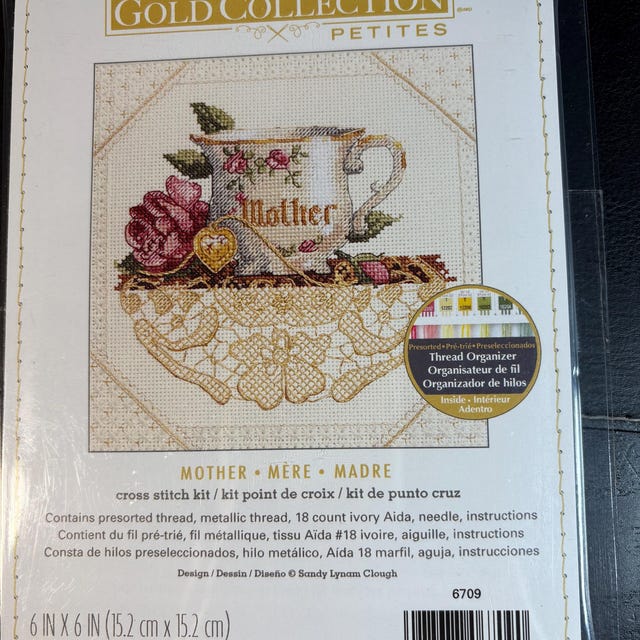 GOLD COLLECTION
PETITES
Mother
Presorted • Pré-trié • Preseleccionados
Thread Organizer
Organisateur de fil
Organizador de hilos
Inside • Intérieur
Adentro
MOTHER • MÈRE • MADRE
cross stitch kit / kit point de croix / kit de punto cruz
Contains presorted thread, metallic thread, 18 count ivory Aida, needle, instructions
Contient du fil pré-trié, fil métallique, tissu Aïda #18 ivoire, aiguille, instructions
Consta de hilos preseleccionados, hilo metálico, Aída 18 marfil, aguja, instrucciones
Design / Dessin / Diseño © Sandy Lynam Clough
6709
6 IN X 6 IN (15.2 cm x 15.2 cm)